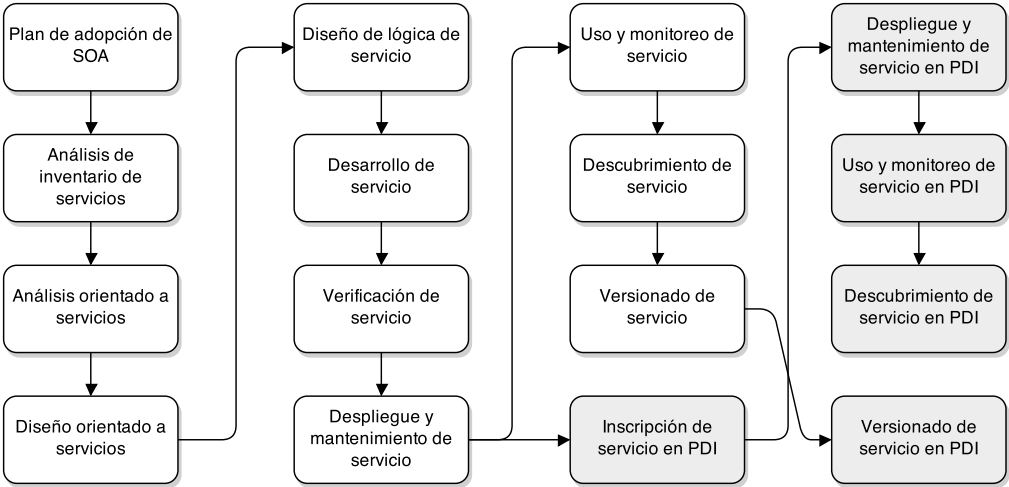 Plan de adopción de
SOA
Análisis de
inventario de
servicios
Análisis orientado a
servicios
Diseño orientado a
servicios
Diseño de lógica de
servicio
Desarrollo de
servicio
Verificación de
servicio
Despliegue y
mantenimiento de
servicio
Uso y monitoreo de
servicio
Descubrimiento de
servicio
Versionado de
servicio
Inscripción de
servicio en PDI
Despliegue y
mantenimiento de
servicio en PDI
Uso y monitoreo de
servicio en PDI
Descubrimiento de
servicio en PDI
Versionado de
servicio en PDI